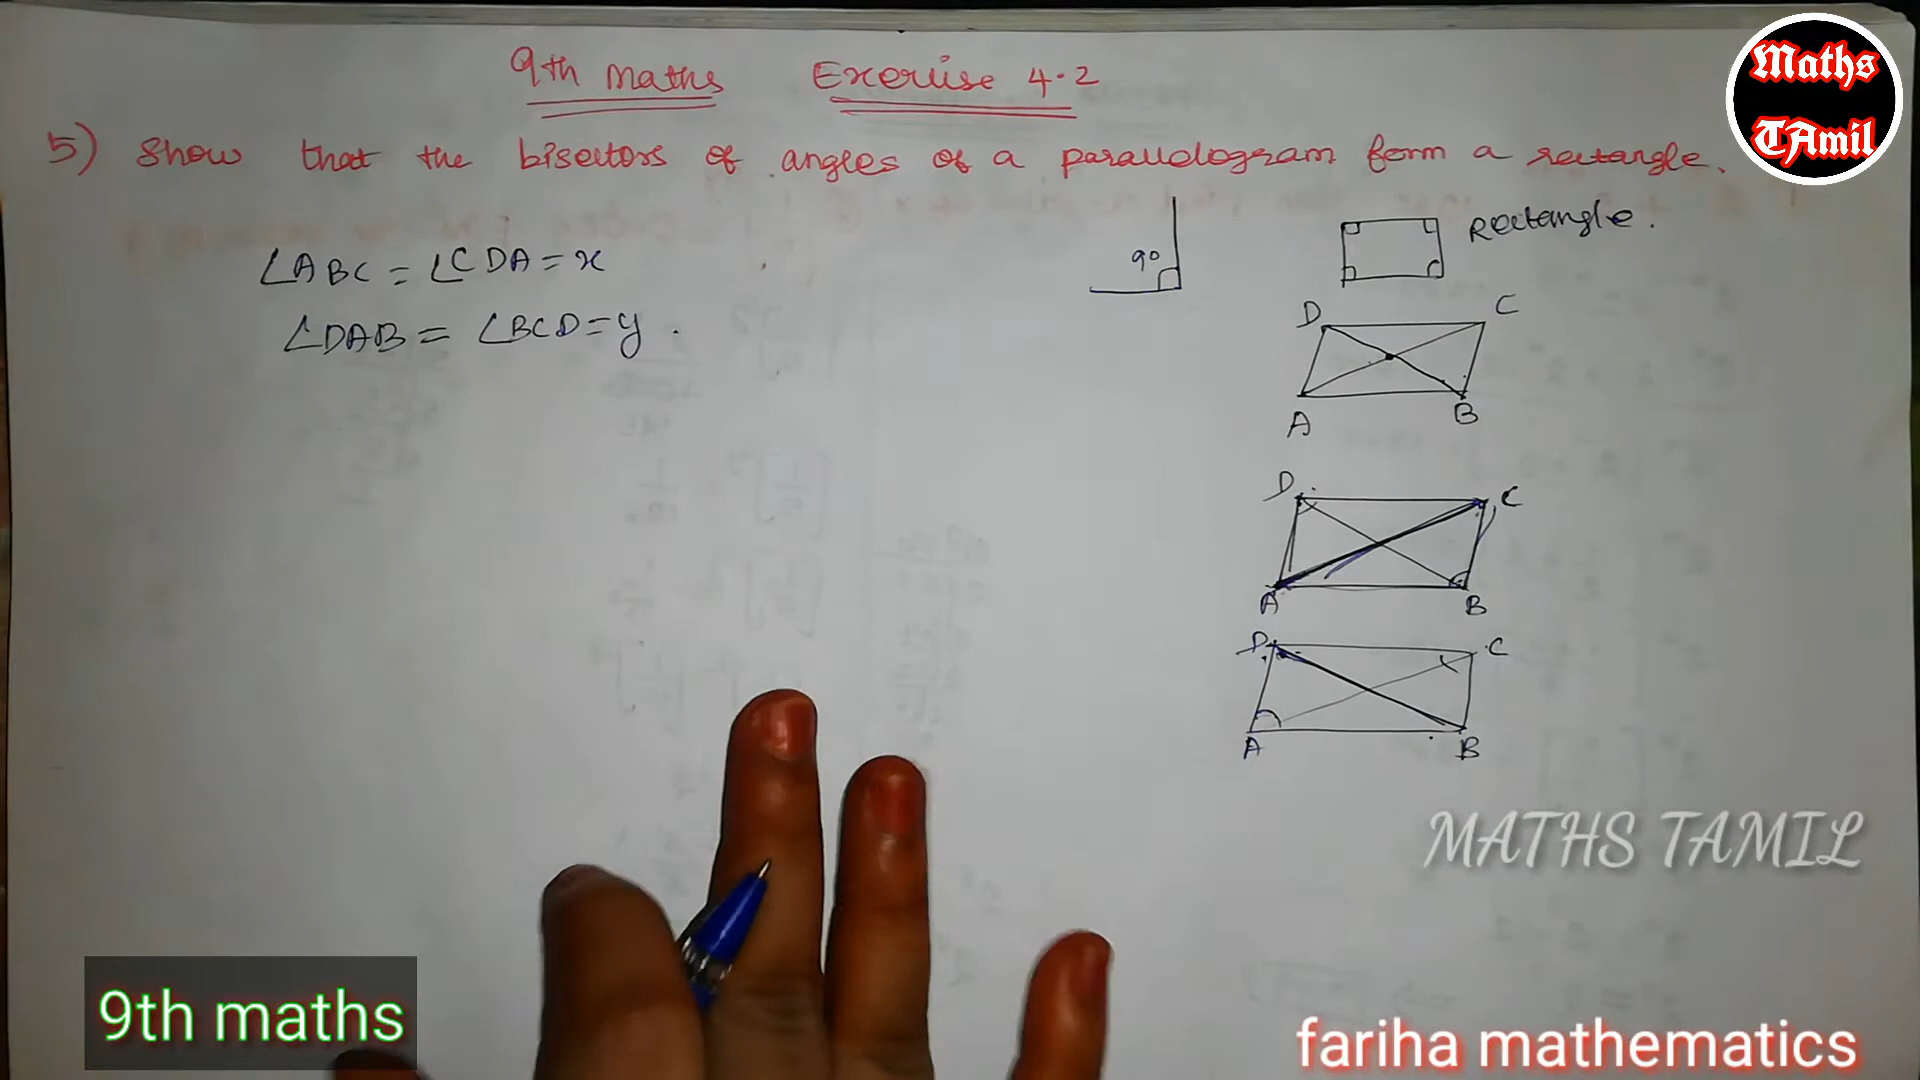 9th maths Exercise 4.2
5) Show that the bisectors of angles of a parallelogram form a rectangle.
Maths
TAmil
∠ABC = ∠CDA = x
∠DAB = ∠BCD = y.
90
Rectangle.
D C
A B
D C
A B
D C
A B
MATHS TAMIL
9th maths
fariha mathematics